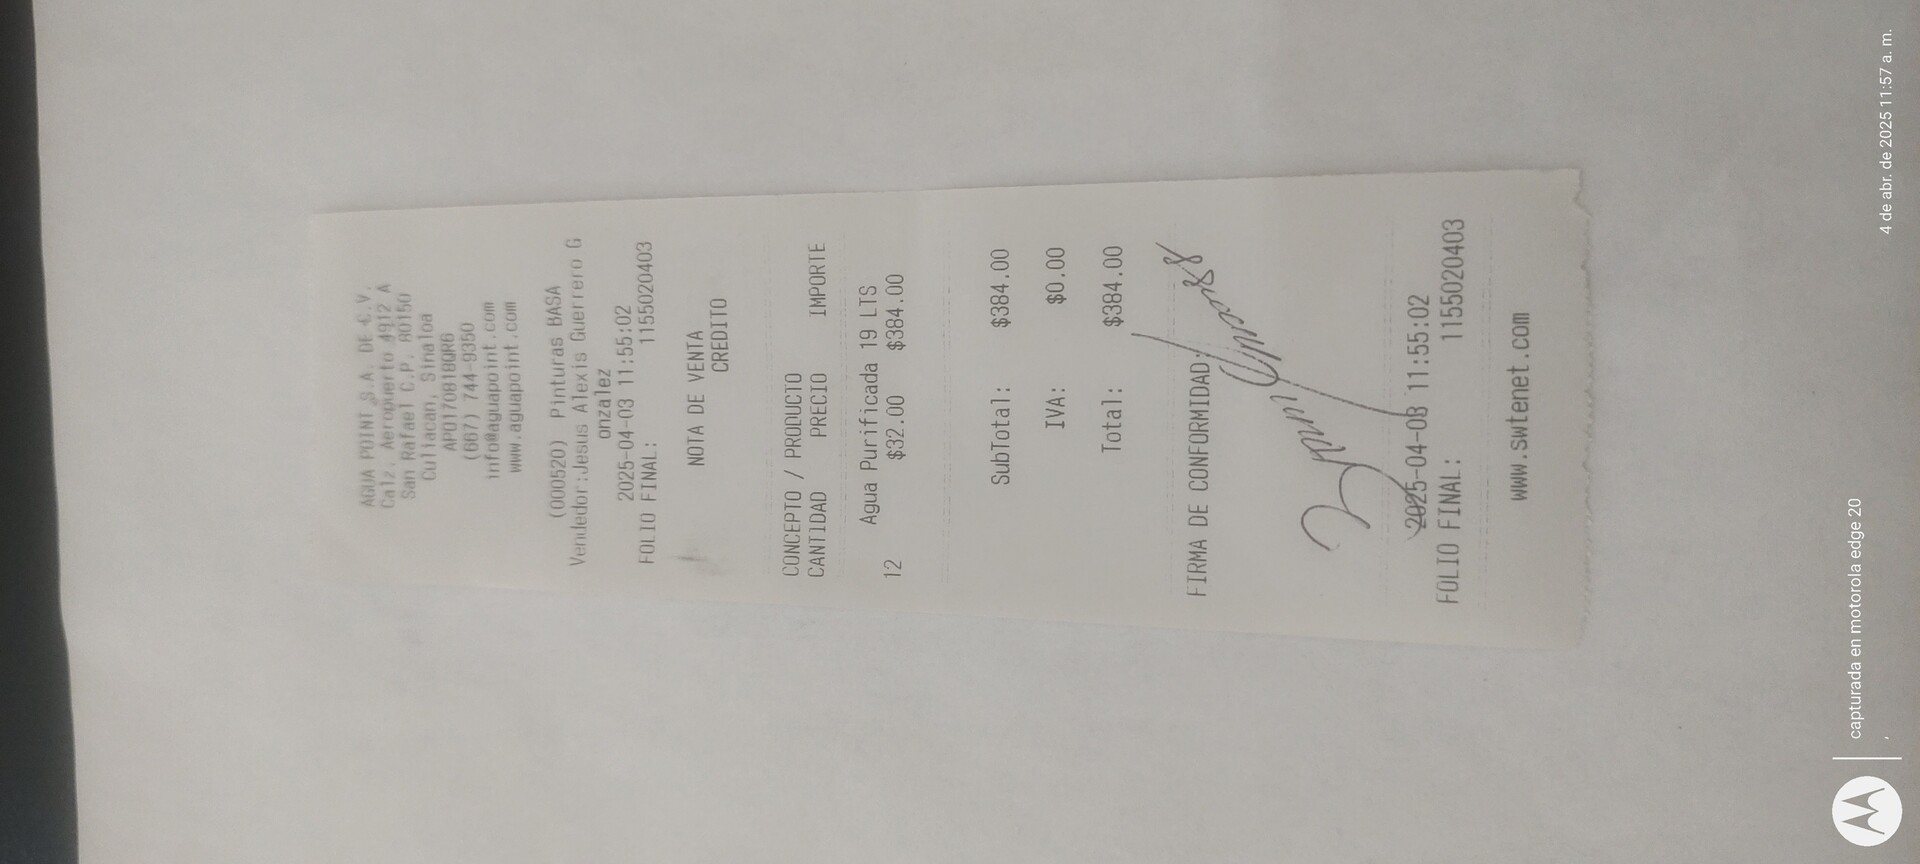 AGUA POINT S.A. DE C.V.
Calz. Aeropuerto 4912 A
San Rafael C.P. 80150
Culiacan, Sinaloa
APO170818QR6
(667) 744-9350
info@aguapoint.com
www.aguapoint.com
(000520) Pinturas BASA
Vendedor:Jesus Alexis Guerrero G
onzalez
2025-04-03 11:55:02
FOLIO FINAL: 1155020403
NOTA DE VENTA
CREDITO
CONCEPTO / PRODUCTO
CANTIDAD PRECIO IMPORTE
Agua Purificada 19 LTS
12 $32.00 $384.00
SubTotal: $384.00
IVA: $0.00
Total: $384.00
FIRMA DE CONFORMIDAD:
2025-04-03 11:55:02
FOLIO FINAL: 1155020403
www.swtenet.com
capturada en motorola edge 20
4 de abr. de 2025 11:57 a. m.